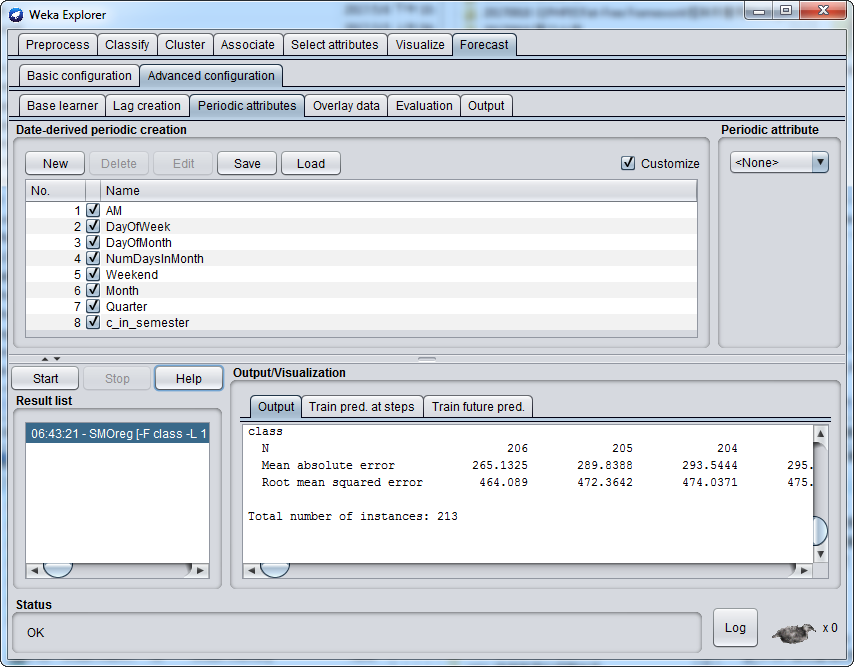 Weka Explorer
Preprocess Classify Cluster Associate Select attributes Visualize Forecast
Basic configuration Advanced configuration
Base learner Lag creation Periodic attributes Overlay data Evaluation Output
Date-derived periodic creation Periodic attribute
New Delete Edit Save Load Customize <None>
No. Name
1 AM
2 DayOfWeek
3 DayOfMonth
4 NumDaysInMonth
5 Weekend
6 Month
7 Quarter
8 c_in_semester
Start Stop Help
Result list
06:43:21 - SMOreg [-F class -L 1
Output/Visualization
Output Train pred. at steps Train future pred.
class
N 206 205 204
Mean absolute error 265.1325 289.8388 293.5444 295.
Root mean squared error 464.089 472.3642 474.0371 475.
Total number of instances: 213
Status
OK
Log x 0